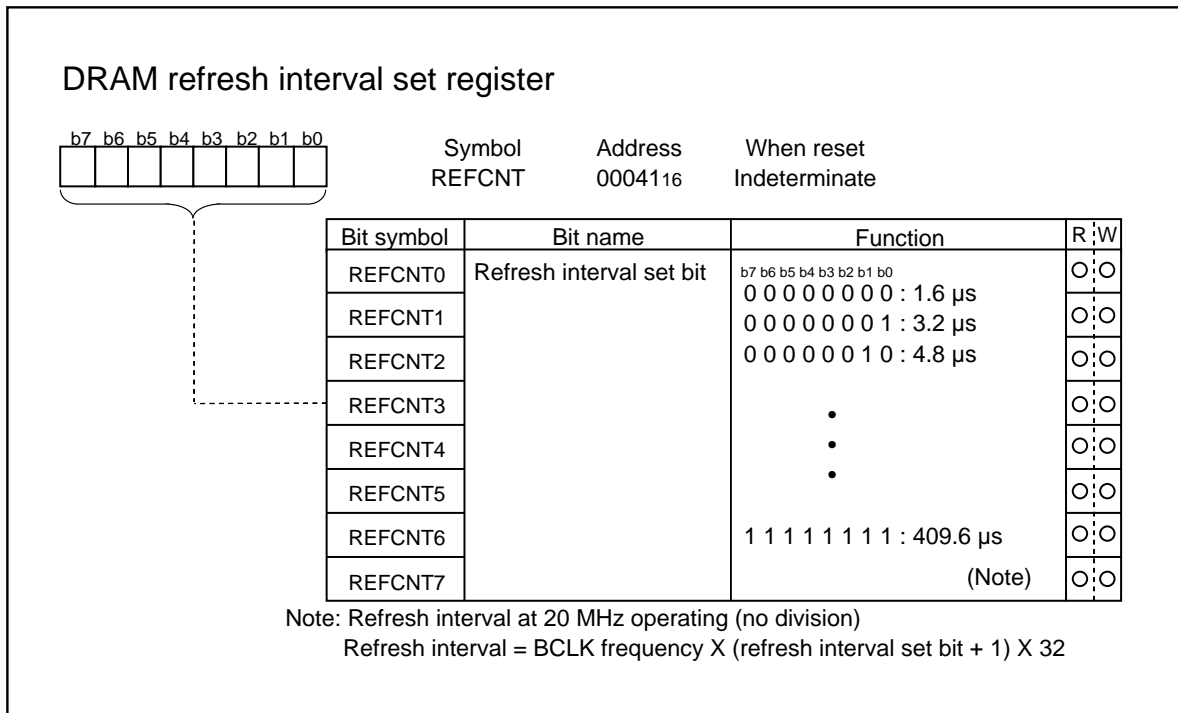 DRAM refresh interval set register
b7 b6 b5 b4 b3 b2 b1 b0
Symbol Address When reset
REFCNT 0004116 Indeterminate
Bit symbol Bit name Function R W
REFCNT0 Refresh interval set bit b7 b6 b5 b4 b3 b2 b1 b0
0 0 0 0 0 0 0 0 : 1.6 µs
REFCNT1 0 0 0 0 0 0 0 1 : 3.2 µs
REFCNT2 0 0 0 0 0 0 1 0 : 4.8 µs
REFCNT3
REFCNT4
REFCNT5
REFCNT6 1 1 1 1 1 1 1 1 : 409.6 µs
REFCNT7 (Note)
Note: Refresh interval at 20 MHz operating (no division)
Refresh interval = BCLK frequency X (refresh interval set bit + 1) X 32